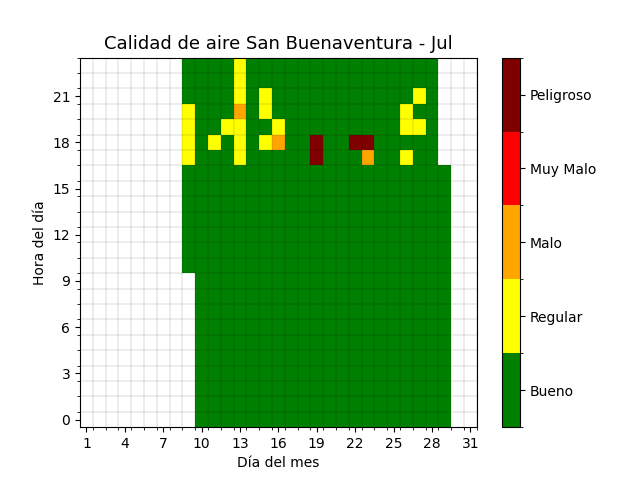 Calidad de aire San Buenaventura - Jul
Peligroso
21
18
Muy Malo
15
Hora del día
12
Malo
9
6
Regular
3
Bueno
0
1 4 7 10 13 16 19 22 25 28 31
Día del mes